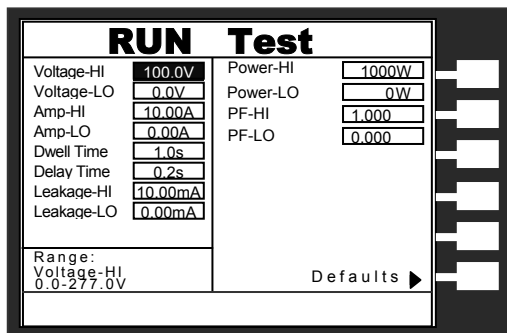 RUN Test
Voltage-HI 100.0V
Voltage-LO 0.0V
Amp-HI 10.00A
Amp-LO 0.00A
Dwell Time 1.0s
Delay Time 0.2s
Leakage-HI 10.00mA
Leakage-LO 0.00mA
Power-HI 1000W
Power-LO 0W
PF-HI 1.000
PF-LO 0.000
Range:
Voltage-HI
0.0-277.0V
Defaults